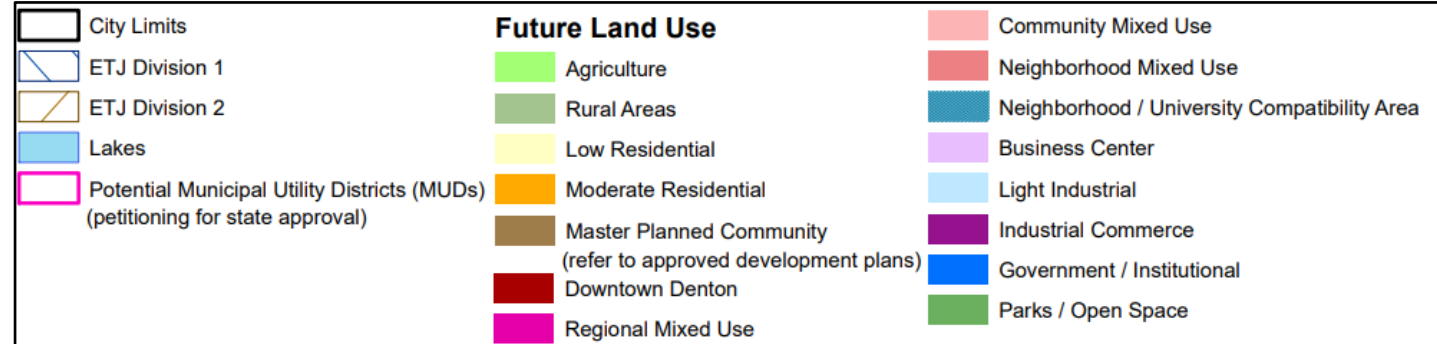 City Limits
ETJ Division 1
ETJ Division 2
Lakes
Potential Municipal Utility Districts (MUDs)
(petitioning for state approval)
Future Land Use
Agriculture
Rural Areas
Low Residential
Moderate Residential
Master Planned Community
(refer to approved development plans)
Downtown Denton
Regional Mixed Use
Community Mixed Use
Neighborhood Mixed Use
Neighborhood / University Compatibility Area
Business Center
Light Industrial
Industrial Commerce
Government / Institutional
Parks / Open Space